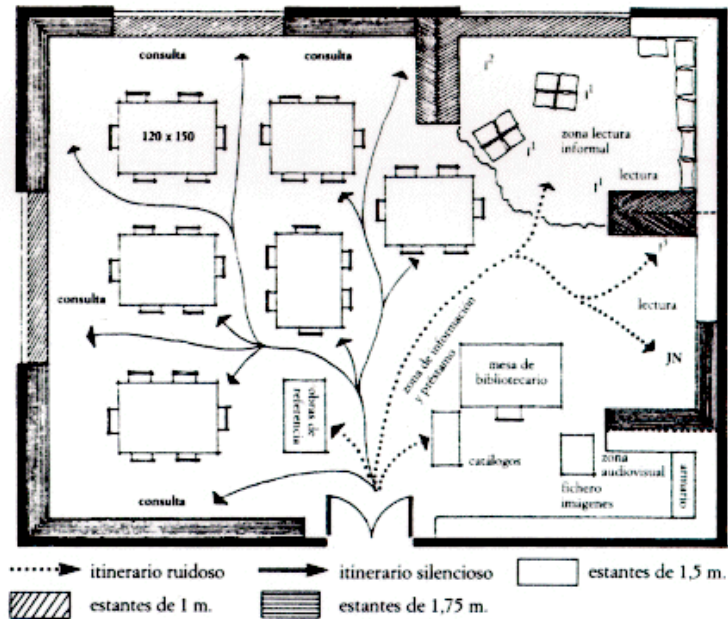 consulta
consulta
120 x 150
zona lectura
informal
lectura
consulta
lectura
zona de información
y préstamo
JN
mesa de
bibliotecario
obras de
referencia
catálogos
zona
audiovisual
fichero
imágenes
armario
consulta
itinerario ruidoso
itinerario silencioso
estantes de 1,5 m.
estantes de 1 m.
estantes de 1,75 m.